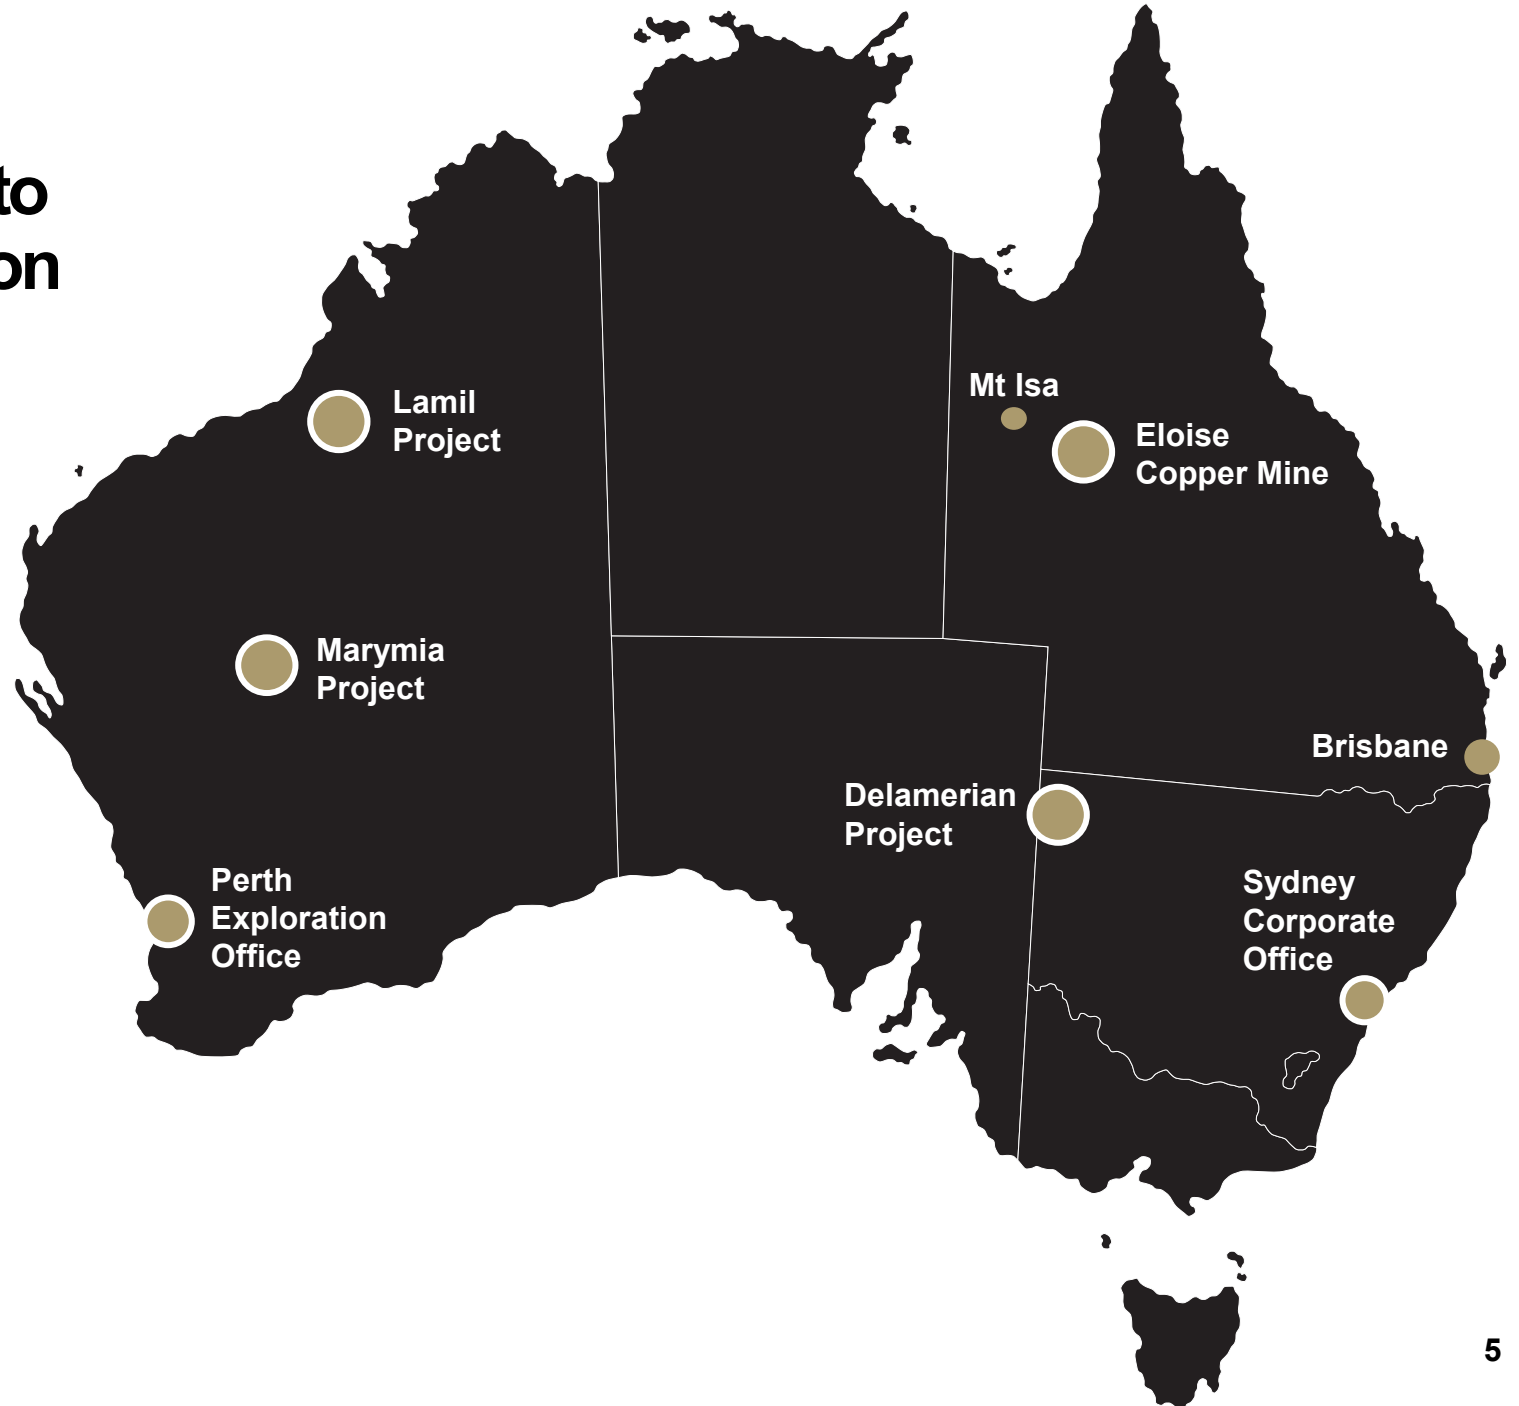 to
on
Mt Isa
Lamil
Project
Eloise
Copper Mine
Marymia
Project
Brisbane
Delamerian
Project
Perth
Exploration
Office
Sydney
Corporate
Office
5